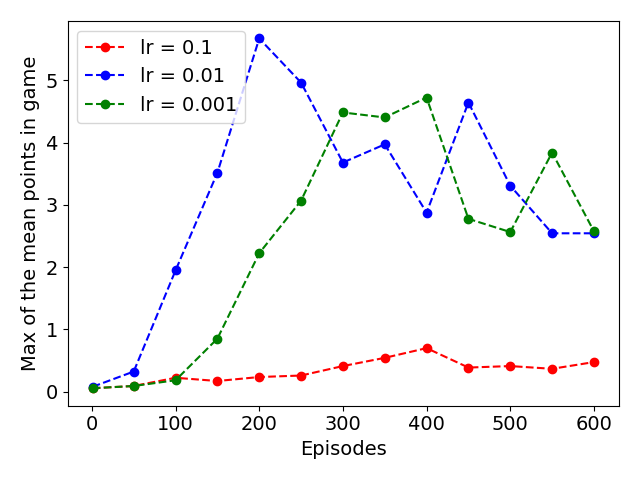 lr = 0.1
lr = 0.01
lr = 0.001
Max of the mean points in game
5
4
3
2
1
0
0 100 200 300 400 500 600
Episodes